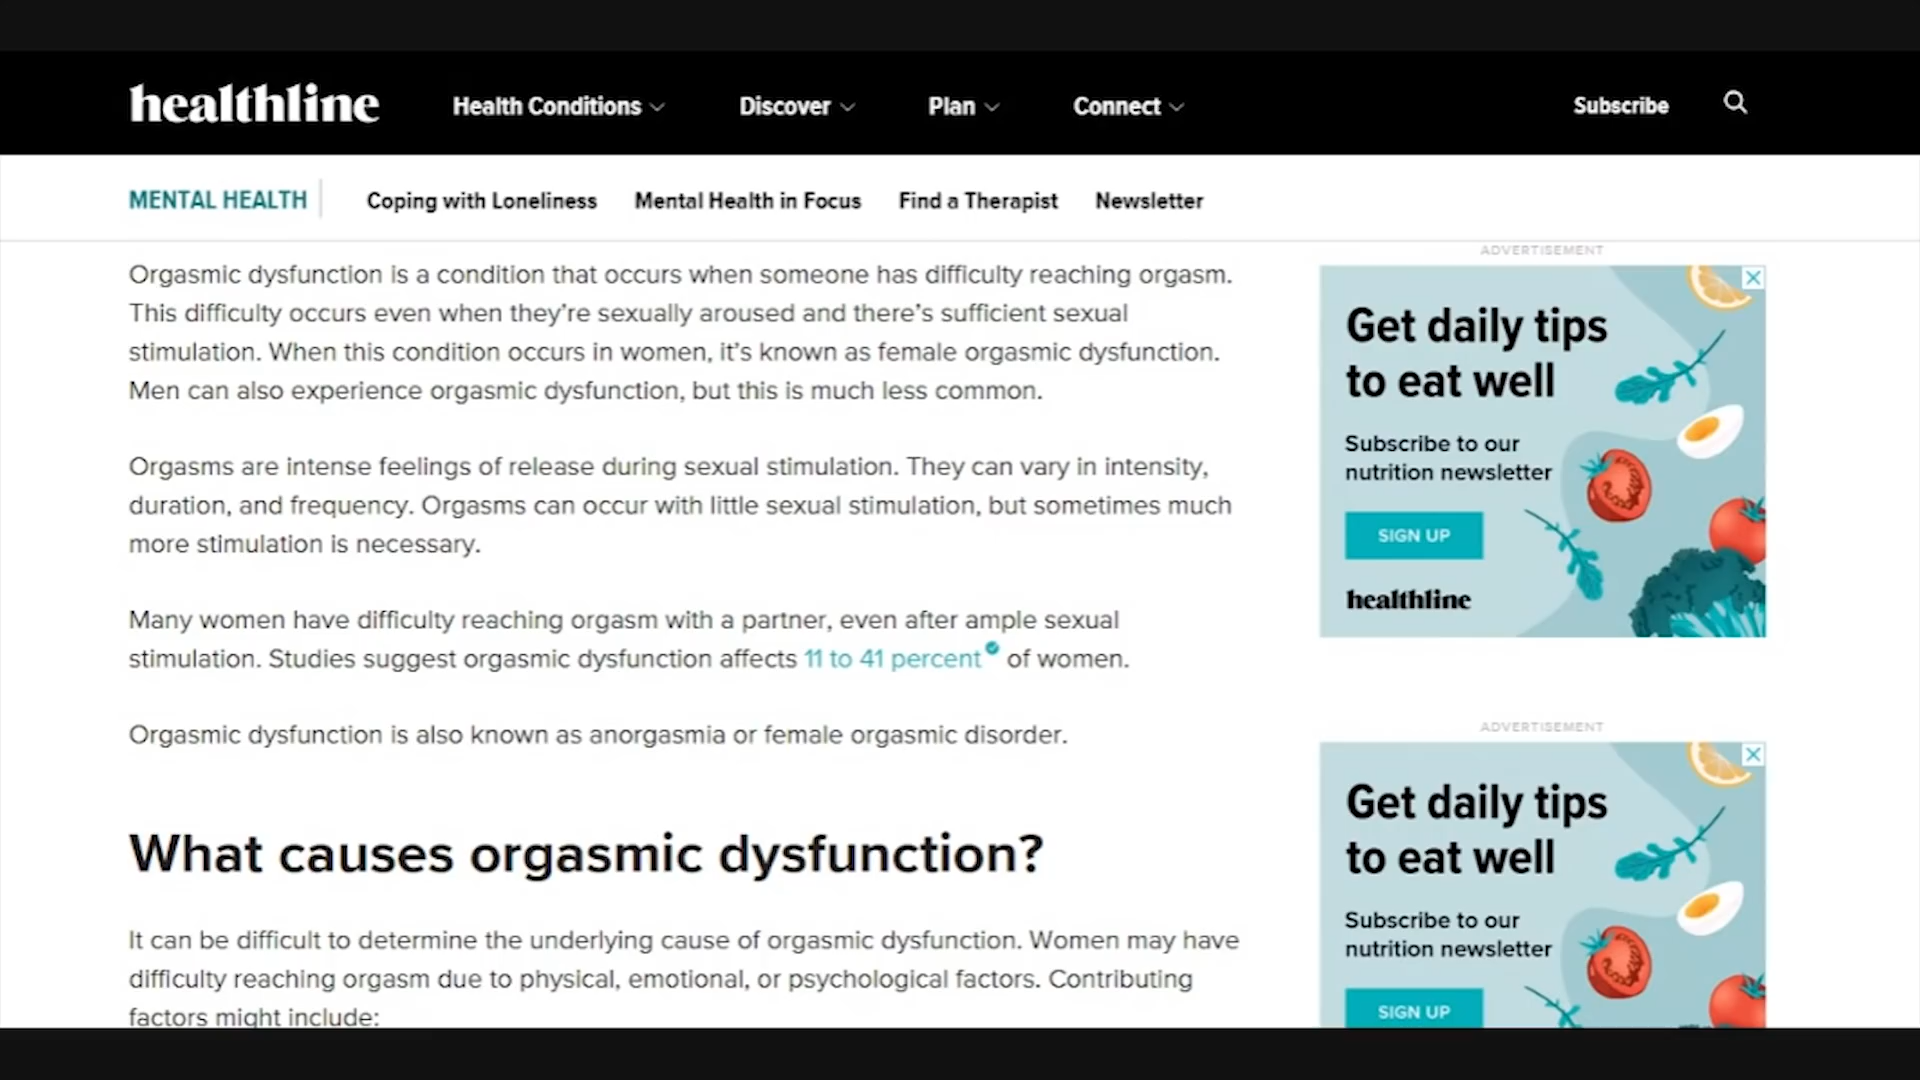 healthline
Health Conditions
Discover
Plan
Connect
Subscribe
MENTAL HEALTH
Coping with Loneliness
Mental Health in Focus
Find a Therapist
Newsletter
Orgasmic dysfunction is a condition that occurs when someone has difficulty reaching orgasm.
This difficulty occurs even when they're sexually aroused and there's sufficient sexual
stimulation. When this condition occurs in women, it's known as female orgasmic dysfunction.
Men can also experience orgasmic dysfunction, but this is much less common.
Orgasms are intense feelings of release during sexual stimulation. They can vary in intensity,
duration, and frequency. Orgasms can occur with little sexual stimulation, but sometimes much
more stimulation is necessary.
Many women have difficulty reaching orgasm with a partner, even after ample sexual
stimulation. Studies suggest orgasmic dysfunction affects 11 to 41 percent of women.
Orgasmic dysfunction is also known as anorgasmia or female orgasmic disorder.
What causes orgasmic dysfunction?
It can be difficult to determine the underlying cause of orgasmic dysfunction. Women may have
difficulty reaching orgasm due to physical, emotional, or psychological factors. Contributing
factors might include:
ADVERTISEMENT
Get daily tips
to eat well
Subscribe to our
nutrition newsletter
SIGN UP
healthline
ADVERTISEMENT
Get daily tips
to eat well
Subscribe to our
nutrition newsletter
SIGN UP